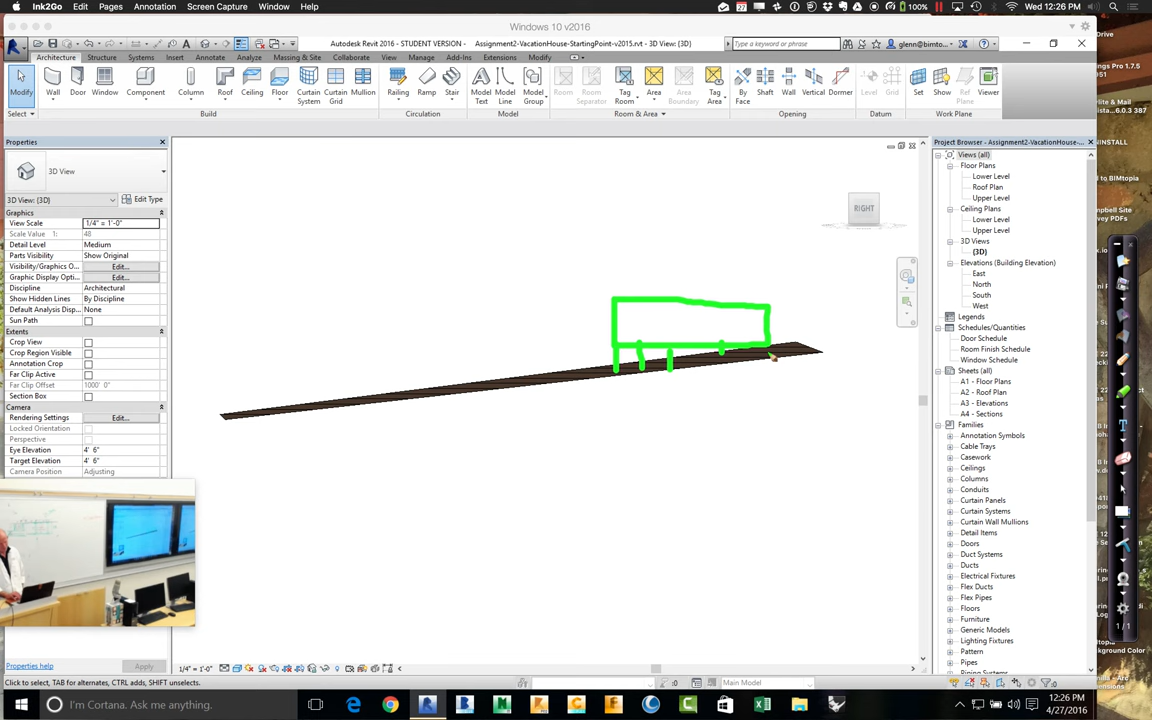 Ink2Go Edit Pages Annotation Screen Capture Window Help 100% Wed 12:26 PM
Windows 10 v2016
Autodesk Revit 2016 - STUDENT VERSION - Assignment2-VacationHouse-StartingPoint-v2015.rvt - 3D View: {3D} Type a keyword or phrase glenn@bimto...
Architecture Structure Systems Insert Annotate Analyze Massing & Site Collaborate View Manage Add-Ins Extensions Modify
Modify Wall Door Window Component Column Roof Ceiling Floor Curtain System Curtain Grid Mullion Railing Ramp Stair Model Text Model Line Model Group Room Room Separator Tag Room Area Area Boundary Tag Area By Face Shaft Wall Vertical Dormer Level Grid Set Show Ref Plane Viewer
Select Build Circulation Model Room & Area Opening Datum Work Plane
Properties
3D View
3D View: {3D} Edit Type
Graphics
View Scale 1/4" = 1'-0"
Scale Value 1: 48
Detail Level Medium
Parts Visibility Show Original
Visibility/Graphics O... Edit...
Graphic Display Opti... Edit...
Discipline Architectural
Show Hidden Lines By Discipline
Default Analysis Disp... None
Sun Path
Extents
Crop View
Crop Region Visible
Annotation Crop
Far Clip Active
Far Clip Offset 1000' 0"
Section Box
Camera
Rendering Settings Edit...
Locked Orientation
Perspective
Eye Elevation 4' 6"
Target Elevation 4' 6"
Camera Position Adjusting
Properties help Apply
RIGHT
1/4" = 1'-0"
Project Browser - Assignment2-VacationHouse-...
Views (all)
Floor Plans
Lower Level
Roof Plan
Upper Level
Ceiling Plans
Lower Level
Upper Level
3D Views
{3D}
Elevations (Building Elevation)
East
North
South
West
Legends
Schedules/Quantities
Door Schedule
Room Finish Schedule
Window Schedule
Sheets (all)
A1 - Floor Plans
A2 - Roof Plan
A3 - Elevations
A4 - Sections
Families
Annotation Symbols
Cable Trays
Casework
Ceilings
Columns
Conduits
Curtain Panels
Curtain Systems
Curtain Wall Mullions
Detail Items
Doors
Duct Systems
Ducts
Electrical Fixtures
Flex Ducts
Flex Pipes
Floors
Furniture
Generic Models
Lighting Fixtures
Pattern
Pipes
1 / 1
Click to select, TAB for alternates, CTRL adds, SHIFT unselects. :0 Main Model :0
I'm Cortana. Ask me anything. 12:26 PM
4/27/2016